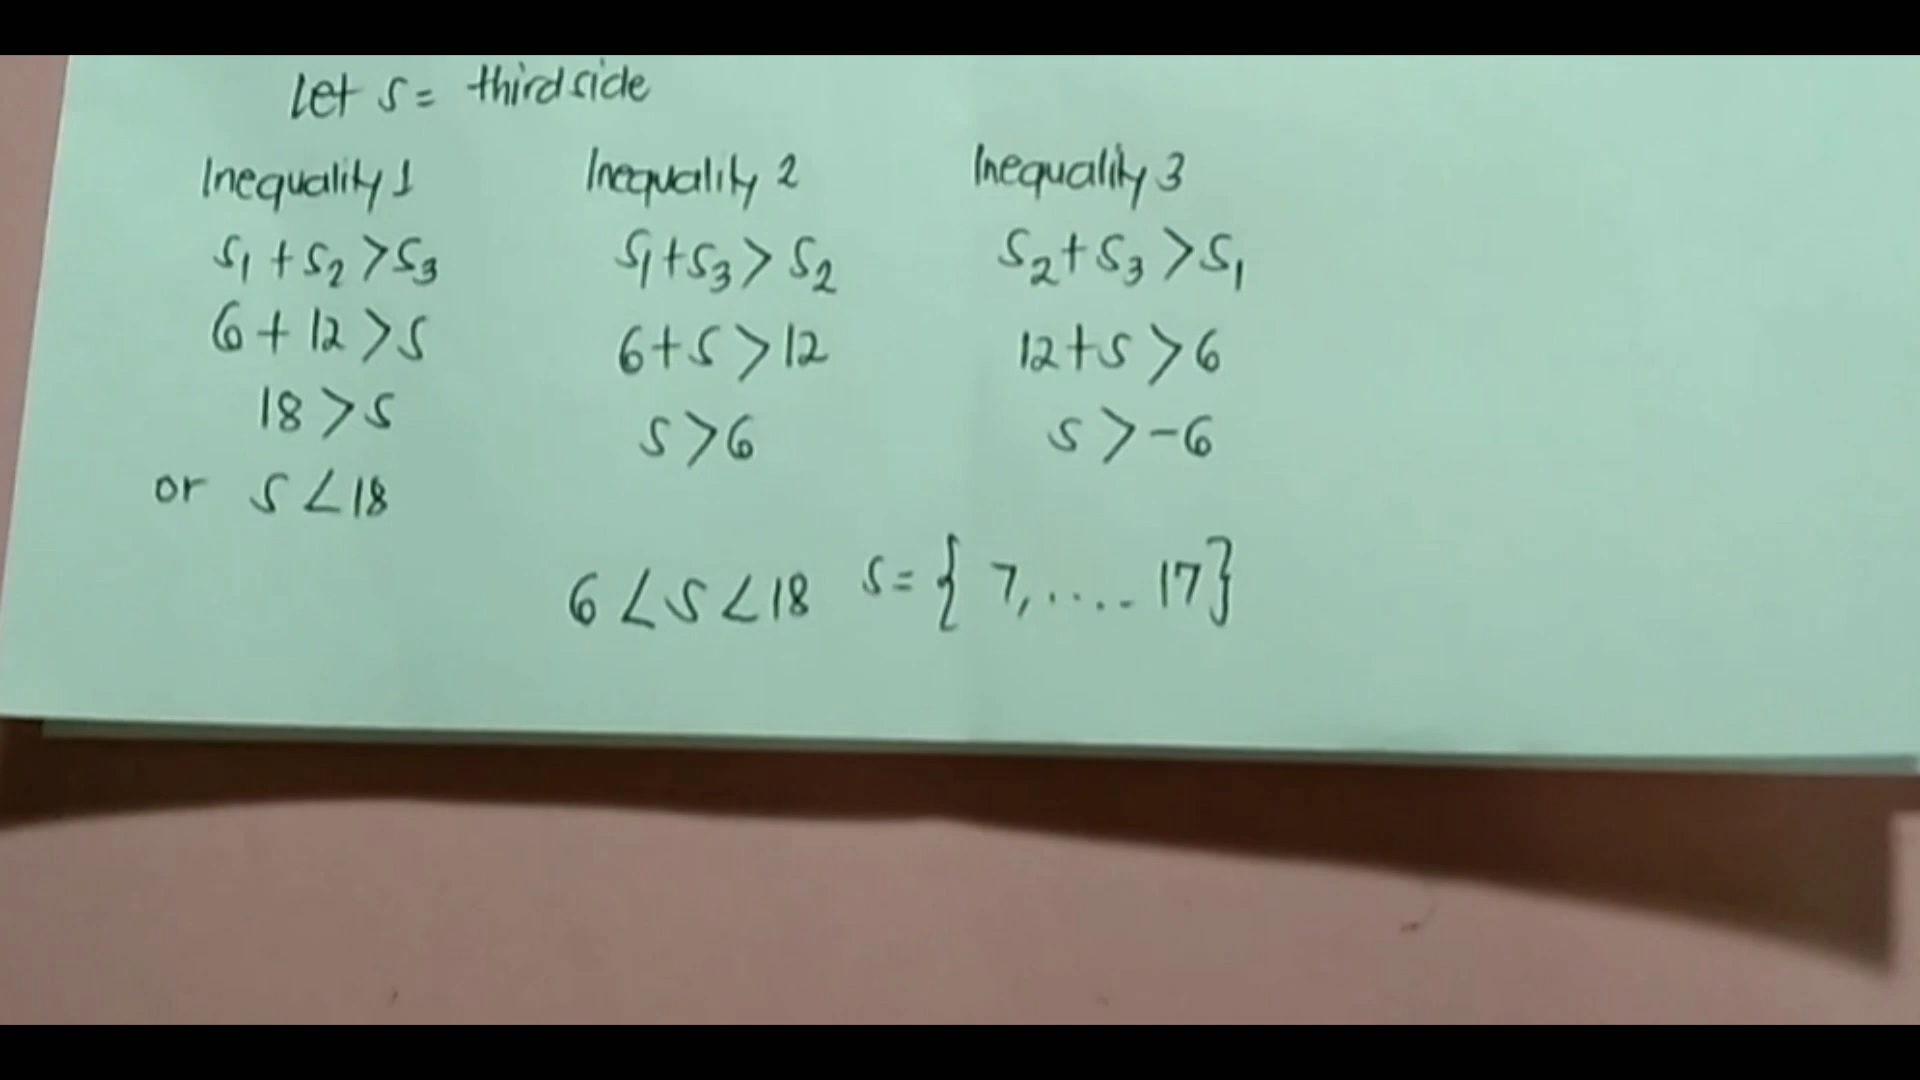 Let s = third side
Inequality 1
s₁ + s₂ > s₃
6 + 12 > s
18 > s
or s < 18
Inequality 2
s₁ + s₃ > s₂
6 + s > 12
s > 6
Inequality 3
s₂ + s₃ > s₁
12 + s > 6
s > -6
6 < s < 18 s = { 7, .... 17}